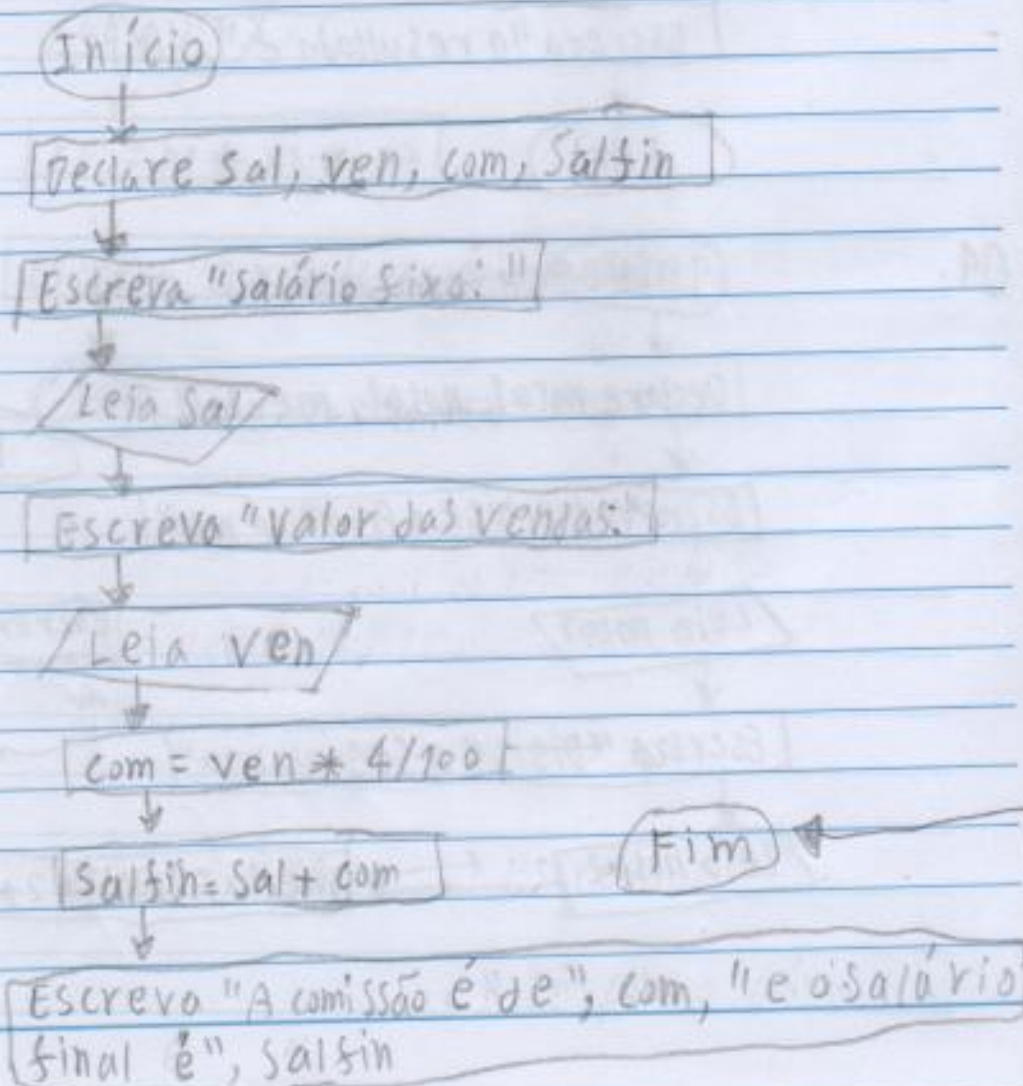 Início
Declare Sal, ven, com, Salfin
Escreva "Salário fixo: "
Leia Sal
Escreva "Valor das vendas:"
Leia ven
com = ven * 4/100
Salfin = Sal + com
Fim
Escreva "A comissão é de", com, "e o salário
final é", Salfin